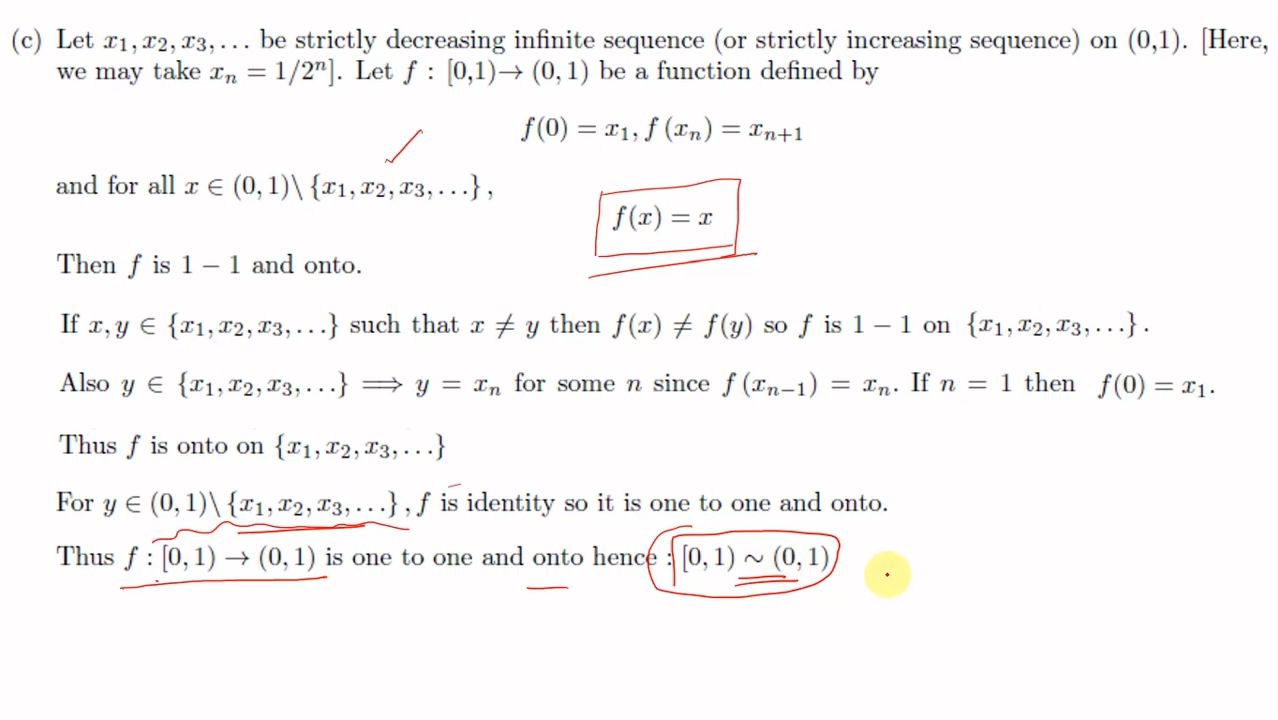 (c) Let x₁, x₂, x₃, … be strictly decreasing infinite sequence (or strictly increasing sequence) on (0,1). [Here,
we may take xₙ = 1/2ⁿ]. Let f : [0,1)→ (0, 1) be a function defined by
f(0) = x₁, f (xₙ) = xₙ₊₁
and for all x ∈ (0, 1)\ {x₁, x₂, x₃, …} ,
f(x) = x
Then f is 1 − 1 and onto.
If x, y ∈ {x₁, x₂, x₃, …} such that x ≠ y then f(x) ≠ f(y) so f is 1 − 1 on {x₁, x₂, x₃, …} .
Also y ∈ {x₁, x₂, x₃, …} ⟹ y = xₙ for some n since f (xₙ₋₁) = xₙ. If n = 1 then f(0) = x₁.
Thus f is onto on {x₁, x₂, x₃, …}
For y ∈ (0, 1)\ {x₁, x₂, x₃, …} , f is identity so it is one to one and onto.
Thus f : [0, 1) → (0, 1) is one to one and onto hence : [0, 1) ∼ (0, 1)